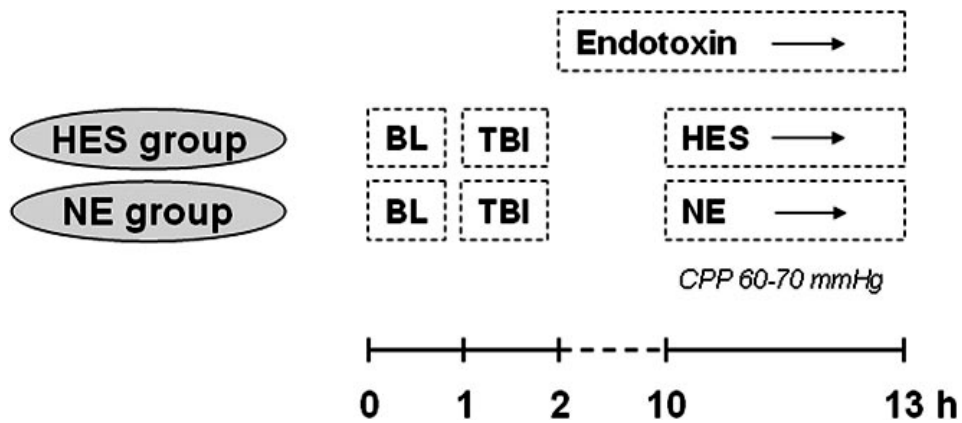 Endotoxin
HES group BL TBI HES
NE group BL TBI NE
CPP 60-70 mmHg
0 1 2 10 13 h